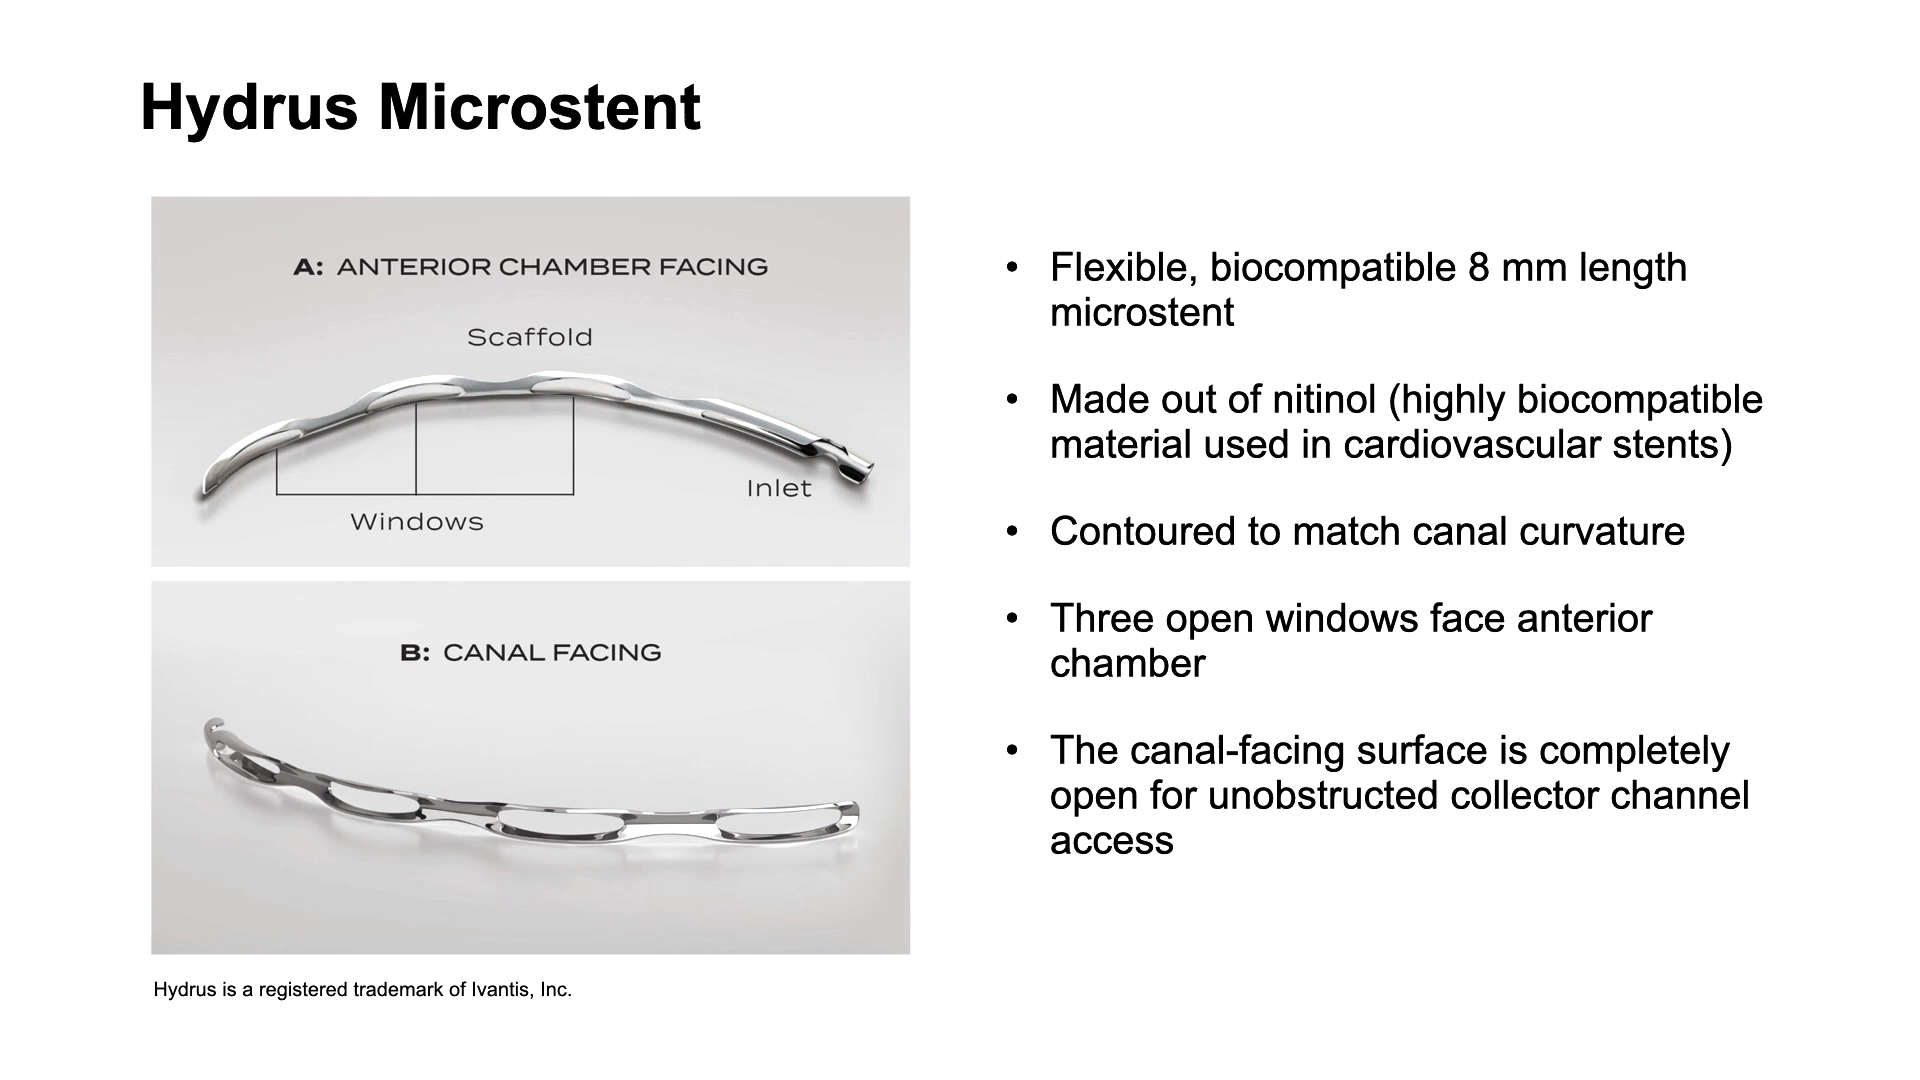 Hydrus Microstent
A: ANTERIOR CHAMBER FACING
Scaffold
Inlet
Windows
B: CANAL FACING
Hydrus is a registered trademark of Ivantis, Inc.
• Flexible, biocompatible 8 mm length
microstent
• Made out of nitinol (highly biocompatible
material used in cardiovascular stents)
• Contoured to match canal curvature
• Three open windows face anterior
chamber
• The canal-facing surface is completely
open for unobstructed collector channel
access